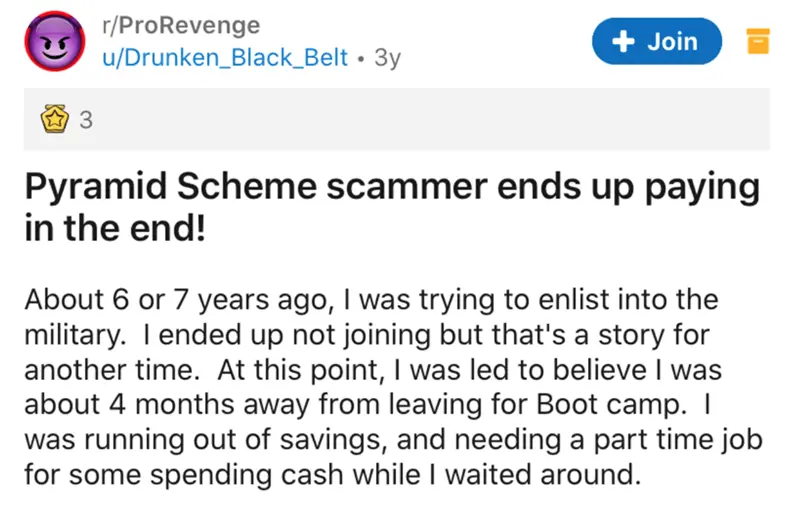 r/ProRevenge
u/Drunken_Black_Belt • 3y
+ Join
3
Pyramid Scheme scammer ends up paying
in the end!
About 6 or 7 years ago, I was trying to enlist into the
military.  I ended up not joining but that's a story for
another time.  At this point, I was led to believe I was
about 4 months away from leaving for Boot camp.  I
was running out of savings, and needing a part time job
for some spending cash while I waited around.